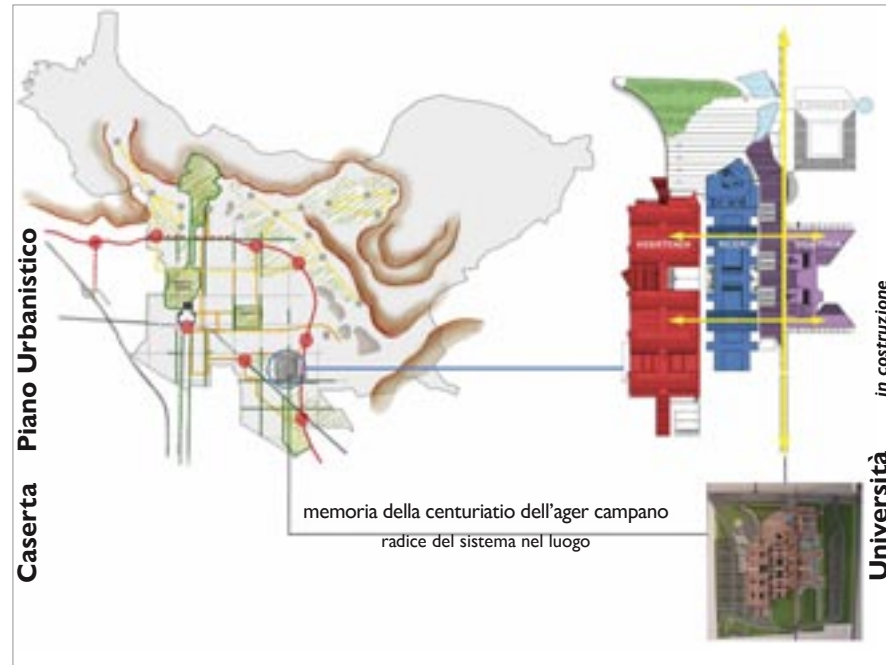 Caserta Piano Urbanistico
ASSISTENZA
RICERCA
DIDATTICA
memoria della centuriatio dell'ager campano
radice del sistema nel luogo
Università in costruzione